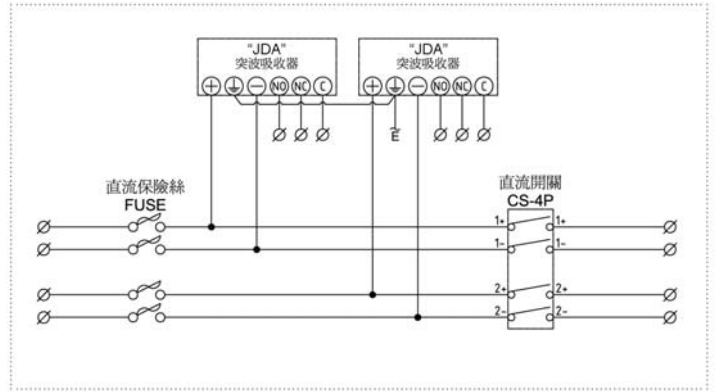 "JDA" "JDA"
突波吸收器 突波吸收器
+ − NO NC C + − NO NC C
E
直流保險絲
FUSE
直流開關
CS-4P
1+ 1+
1- 1-
2+ 2+
2- 2-